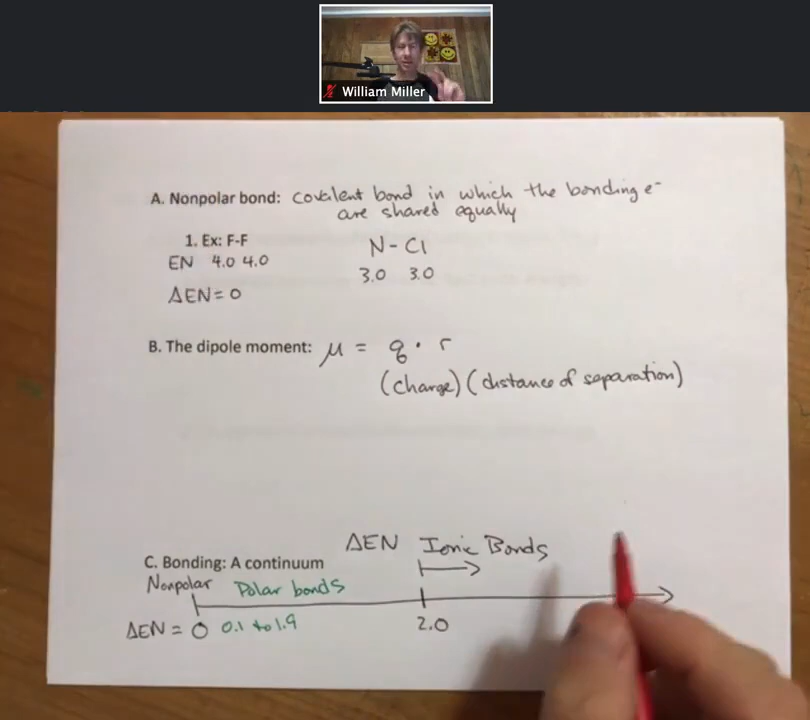 William Miller
A. Nonpolar bond: covalent bond in which the bonding e⁻
are shared equally
1. Ex: F-F
N-Cl
EN 4.0 4.0
3.0 3.0
ΔEN = 0
B. The dipole moment: μ = q · r
(charge) (distance of separation)
ΔEN Ionic Bonds
C. Bonding: A continuum
Nonpolar Polar bonds
ΔEN = 0 0.1 to 1.9 2.0